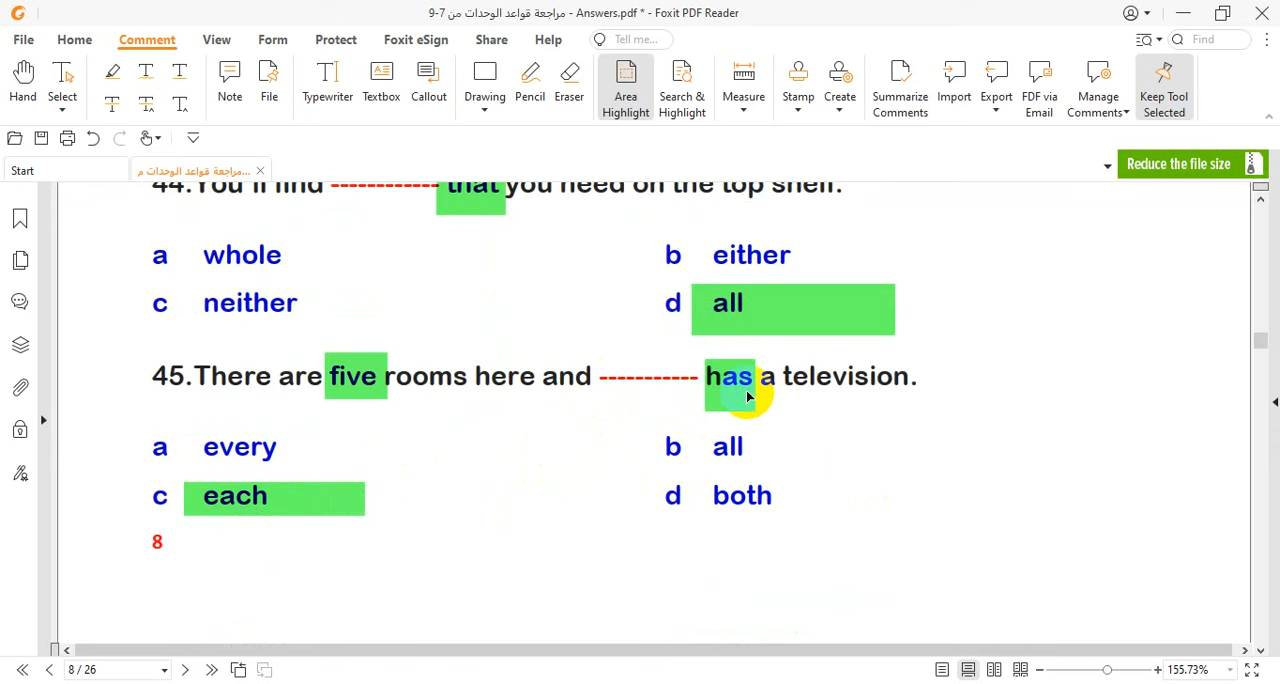 مراجعة قواعد الوحدات من 7-9 - Answers.pdf * - Foxit PDF Reader
File Home Comment View Form Protect Foxit eSign Share Help Tell me... Find
Hand Select Note File Typewriter Textbox Callout Drawing Pencil Eraser Area Highlight Search & Highlight Measure Stamp Create Summarize Comments Import Export PDF via Email Manage Comments Keep Tool Selected
Start مراجعة قواعد الوحدات م... Reduce the file size
44.You'll find ------------- that you need on the top shelf.
a whole b either
c neither d all
45.There are five rooms here and ----------- has a television.
a every b all
c each d both
8
8 / 26 155.73%